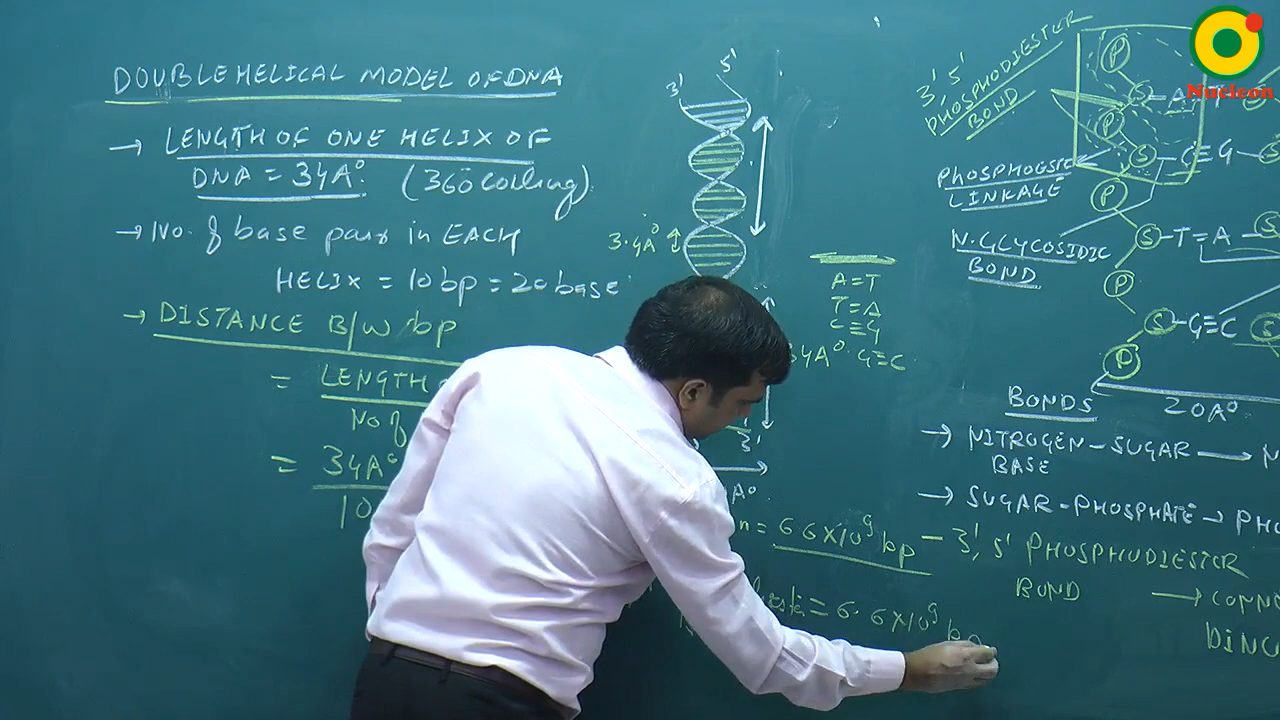 DOUBLE HELICAL MODEL OF DNA
→ LENGTH OF ONE HELIX OF
DNA = 34A° (360° coiling)
→ No. of base pair in EACH
HELIX = 10bp = 20 base
→ DISTANCE B/W bp
= LENGTH
No of
= 34A°
10
3' 5'
3.4A°
A=T
T=A
C≡G
34A° G≡C
3'
A°
n = 6.6×10⁹ bp
= 6.6×10⁹ bp
3', 5'
PHOSPHODIESTER
BOND
PHOSPHOESTER
LINKAGE
N.GLYCOSIDIC
BOND
P
S-A
P
S-C≡G-S
P
S-T=A-S
P
S-G≡C-S
P
20A°
BONDS
→ NITROGEN-SUGAR → N
BASE
→ SUGAR-PHOSPHATE → PHO
- 3', 5' PHOSPHODIESTER
BOND
→ CONN
DINU
Nucleon